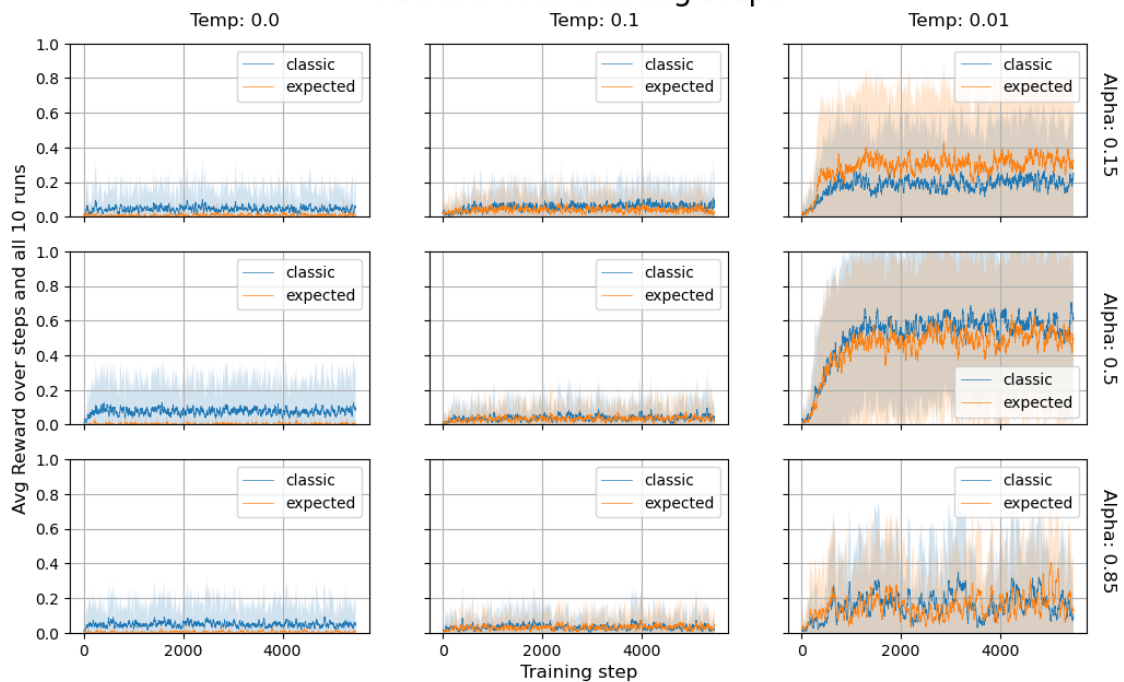 Temp: 0.0
Temp: 0.1
Temp: 0.01
Avg Reward over steps and all 10 runs
1.0
0.8
0.6
0.4
0.2
0.0
classic
expected
classic
expected
classic
expected
Alpha: 0.15
1.0
0.8
0.6
0.4
0.2
0.0
classic
expected
classic
expected
classic
expected
Alpha: 0.5
1.0
0.8
0.6
0.4
0.2
0.0
classic
expected
classic
expected
classic
expected
Alpha: 0.85
0
2000
4000
0
2000
4000
0
2000
4000
Training step